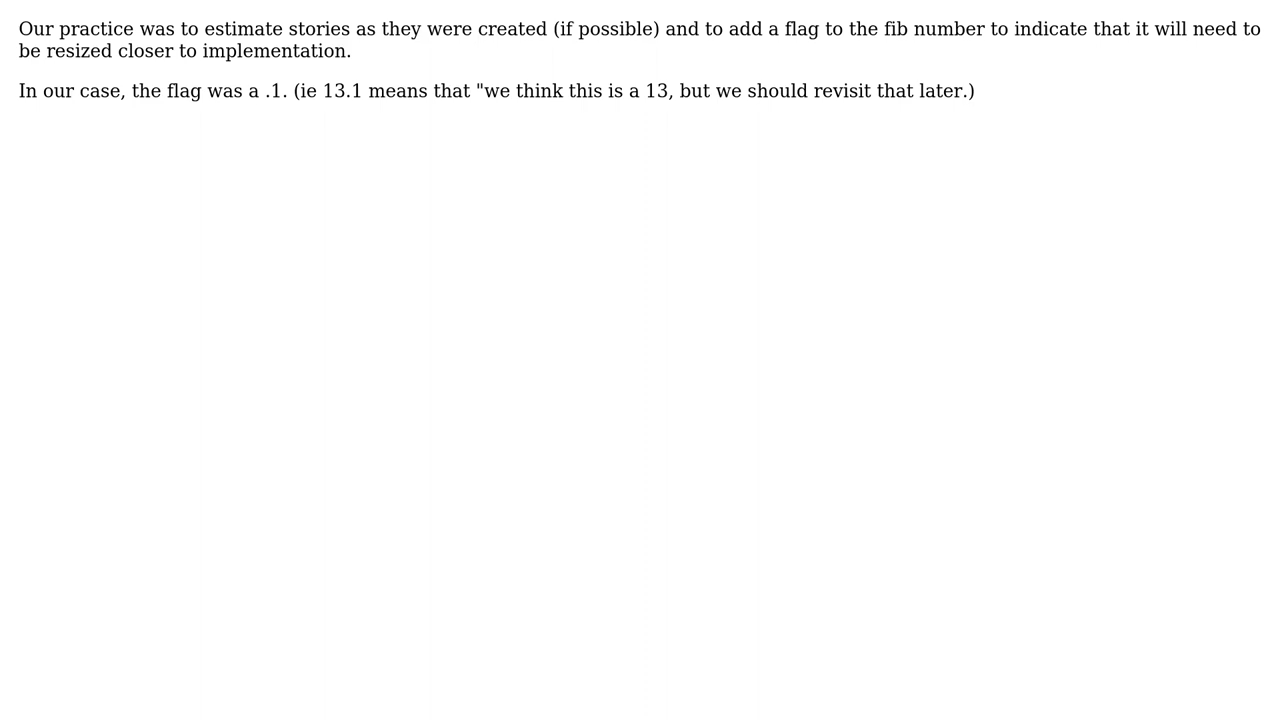 Our practice was to estimate stories as they were created (if possible) and to add a flag to the fib number to indicate that it will need to
be resized closer to implementation.
In our case, the flag was a .1. (ie 13.1 means that "we think this is a 13, but we should revisit that later.)